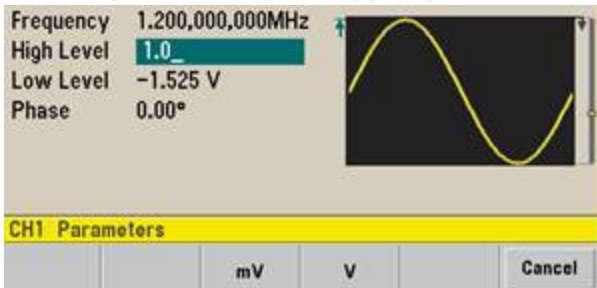 Frequency 1.200,000,000MHz
High Level 1.0_
Low Level -1.525 V
Phase 0.00°
CH1 Parameters
mV V Cancel